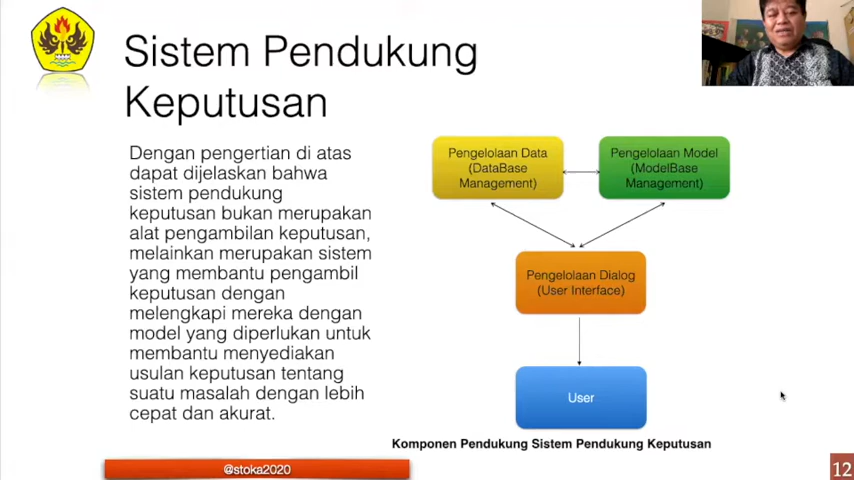 Sistem Pendukung
Keputusan
Dengan pengertian di atas
dapat dijelaskan bahwa
sistem pendukung
keputusan bukan merupakan
alat pengambilan keputusan,
melainkan merupakan sistem
yang membantu pengambil
keputusan dengan
melengkapi mereka dengan
model yang diperlukan untuk
membantu menyediakan
usulan keputusan tentang
suatu masalah dengan lebih
cepat dan akurat.
Pengelolaan Data
(DataBase
Management)
Pengelolaan Model
(ModelBase
Management)
Pengelolaan Dialog
(User Interface)
User
Komponen Pendukung Sistem Pendukung Keputusan
@stoka2020
12